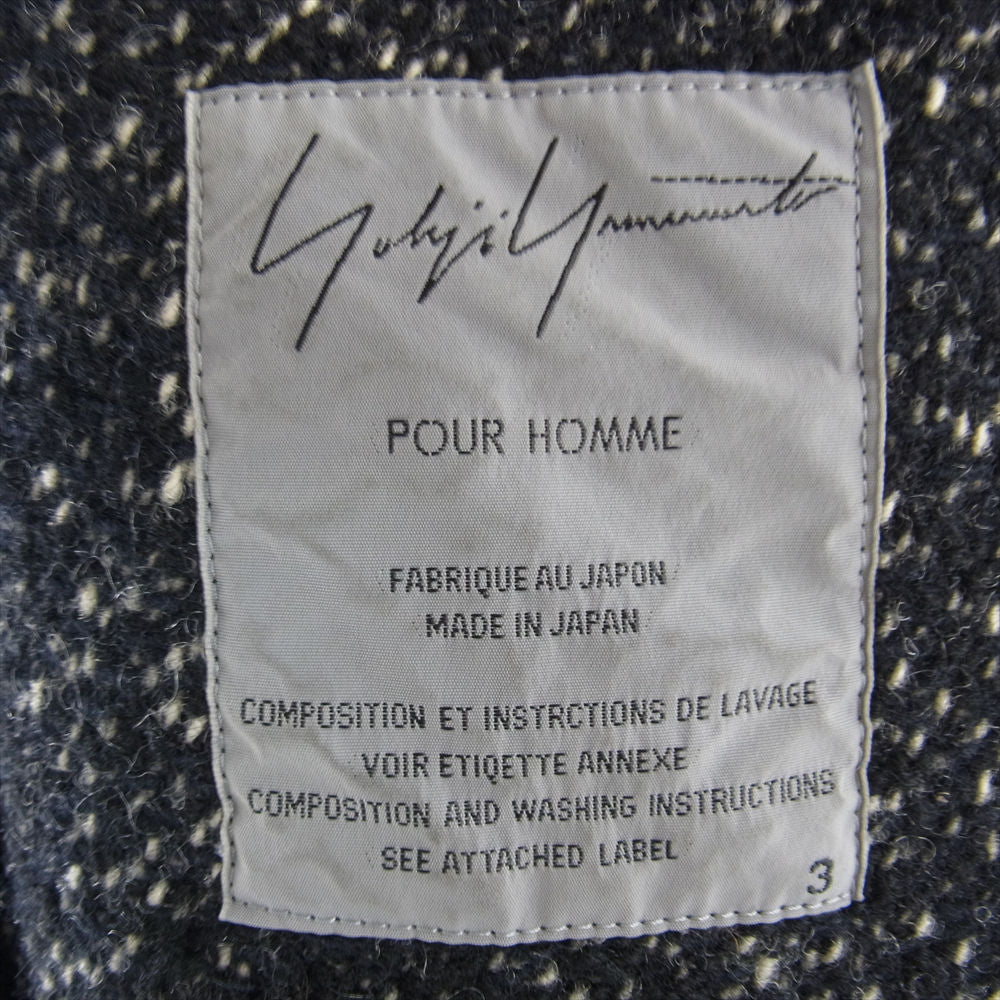 Yohji Yamamoto
POUR HOMME
FABRIQUE AU JAPON
MADE IN JAPAN
COMPOSITION ET INSTRCTIONS DE LAVAGE
VOIR ETIQETTE ANNEXE
COMPOSITION AND WASHING INSTRUCTIONS
SEE ATTACHED LABEL
3